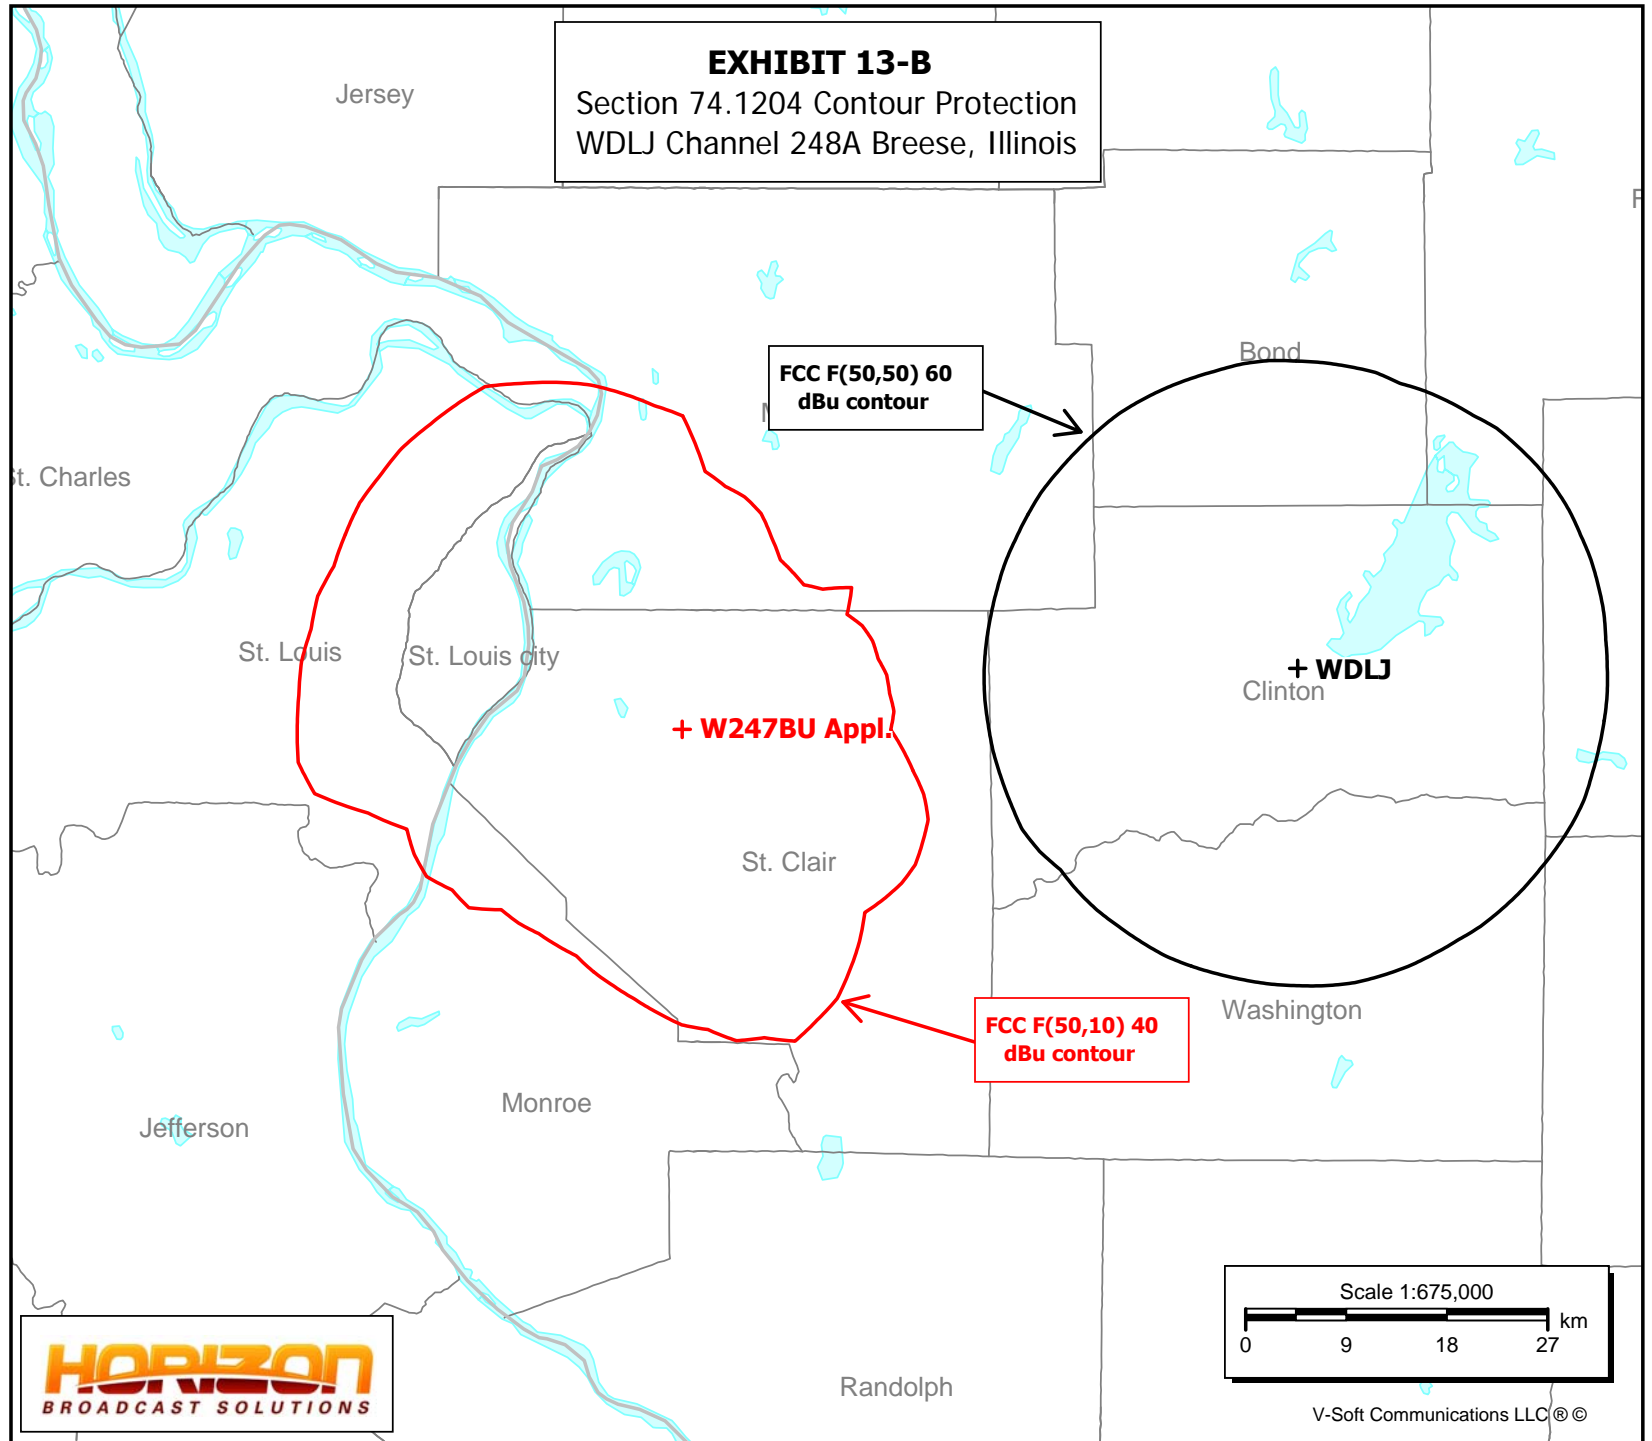 EXHIBIT 13-B
Section 74.1204 Contour Protection
WDLJ Channel 248A Breese, Illinois
Jersey
Bond
FCC F(50,50) 60
dBu contour
St. Charles
St. Louis
St. Louis city
+ WDLJ
Clinton
+ W247BU Appl.
St. Clair
Washington
FCC F(50,10) 40
dBu contour
Monroe
Jefferson
Scale 1:675,000
km
0 9 18 27
Randolph
HORIZON
BROADCAST SOLUTIONS
V-Soft Communications LLC ® ©